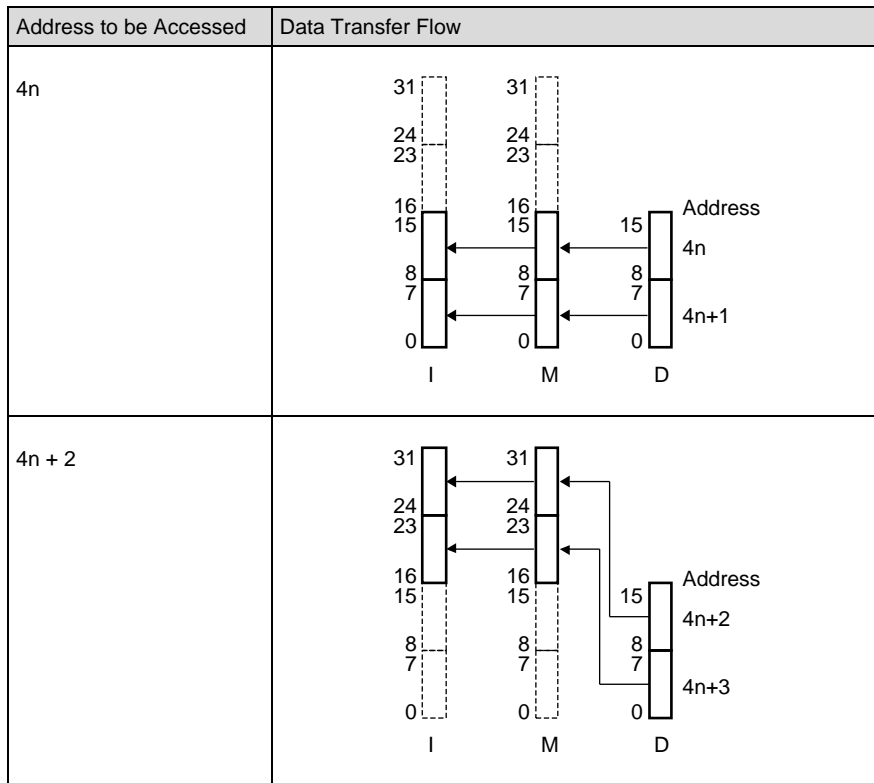 Address to be Accessed Data Transfer Flow
4n
31 31
24 24
23 23
16 16 Address
15 15 15
4n
8 8 8
7 7 7
4n+1
0 0 0
I M D
4n + 2
31 31
24 24
23 23
16 16 Address
15 15 15
4n+2
8 8 8
7 7 7
4n+3
0 0 0
I M D